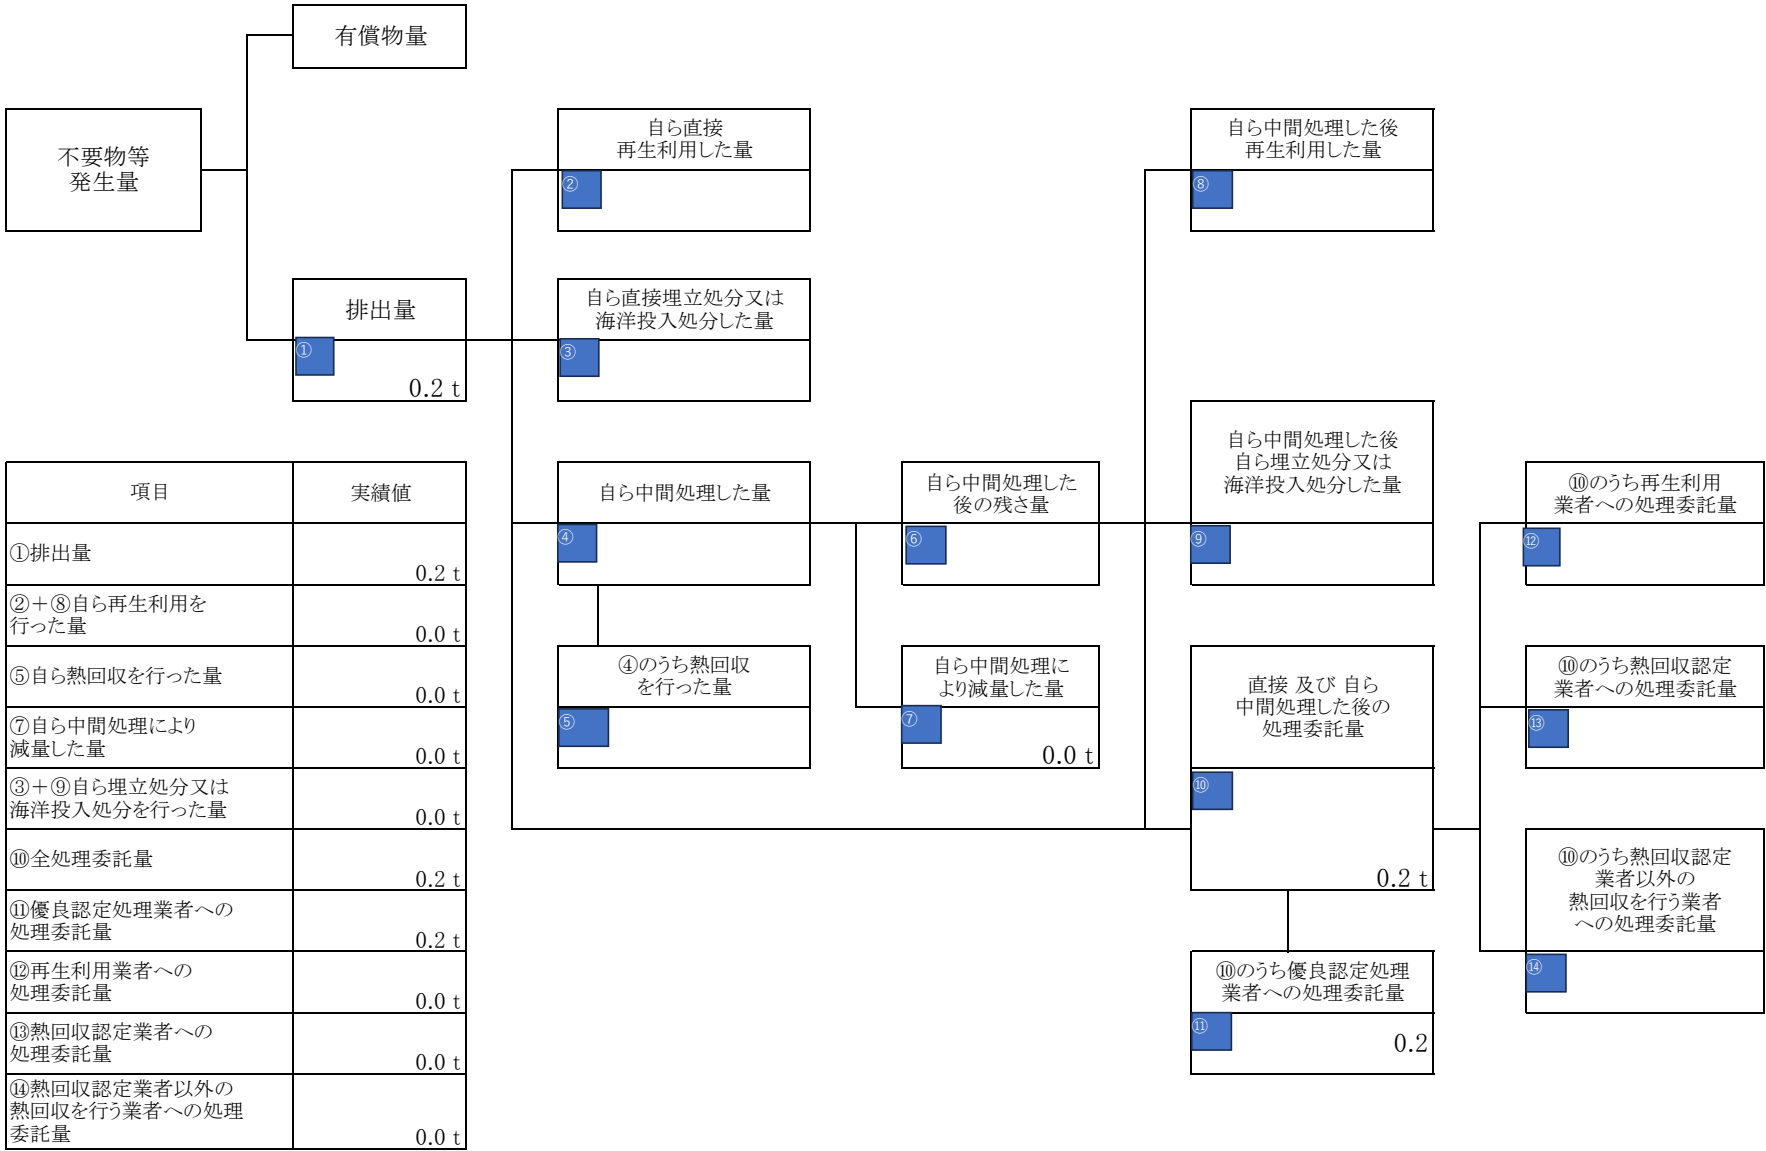 有償物量
不要物等
発生量
排出量
①
0.2 t
自ら直接
再生利用した量
②
自ら直接埋立処分又は
海洋投入処分した量
③
自ら中間処理した量
④
④のうち熱回収
を行った量
⑤
自ら中間処理した
後の残さ量
⑥
自ら中間処理に
より減量した量
⑦
0.0 t
自ら中間処理した後
再生利用した量
⑧
自ら中間処理した後
自ら埋立処分又は
海洋投入処分した量
⑨
直接 及び 自ら
中間処理した後の
処理委託量
⑩
0.2 t
⑩のうち優良認定処理
業者への処理委託量
⑪
0.2
⑩のうち再生利用
業者への処理委託量
⑫
⑩のうち熱回収認定
業者への処理委託量
⑬
⑩のうち熱回収認定
業者以外の
熱回収を行う業者
への処理委託量
⑭
項目
実績値
①排出量
0.2 t
②＋⑧自ら再生利用を
行った量
0.0 t
⑤自ら熱回収を行った量
0.0 t
⑦自ら中間処理により
減量した量
0.0 t
③＋⑨自ら埋立処分又は
海洋投入処分を行った量
0.0 t
⑩全処理委託量
0.2 t
⑪優良認定処理業者への
処理委託量
0.2 t
⑫再生利用業者への
処理委託量
0.0 t
⑬熱回収認定業者への
処理委託量
0.0 t
⑭熱回収認定業者以外の
熱回収を行う業者への処理
委託量
0.0 t